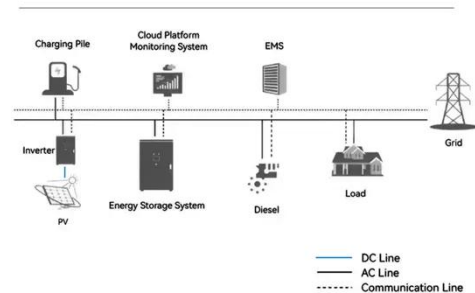 Charging Pile
Cloud Platform
Monitoring System
EMS
Grid
Inverter
PV
Energy Storage System
Diesel
Load
DC Line
AC Line
Communication Line